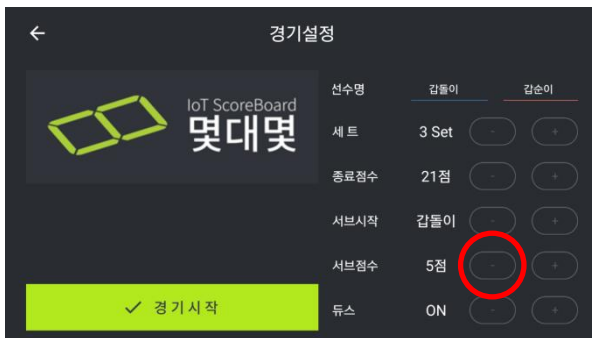 ← 경기설정
IoT ScoreBoard
몇대몇
✓ 경기시작
선수명 갑돌이 갑순이
세트 3 Set - +
종료점수 21점 - +
서브시작 갑돌이 - +
서브점수 5점 - +
듀스 ON - +